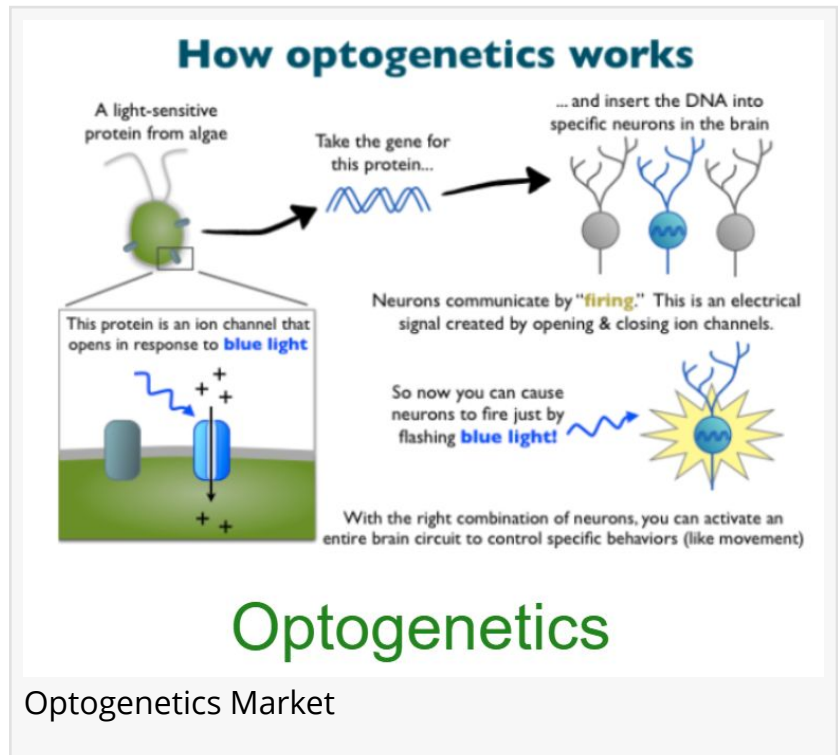 How optogenetics works
A light-sensitive
protein from algae
Take the gene for
this protein...
... and insert the DNA into
specific neurons in the brain
This protein is an ion channel that
opens in response to blue light
+
+
+
+
+
Neurons communicate by "firing." This is an electrical
signal created by opening & closing ion channels.
So now you can cause
neurons to fire just by
flashing blue light!
With the right combination of neurons, you can activate an
entire brain circuit to control specific behaviors (like movement)
Optogenetics
Optogenetics Market